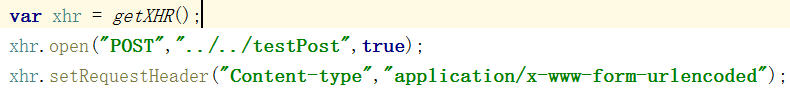 var xhr = getXHR();
xhr.open("POST","../../testPost",true);
xhr.setRequestHeader("Content-type","application/x-www-form-urlencoded");